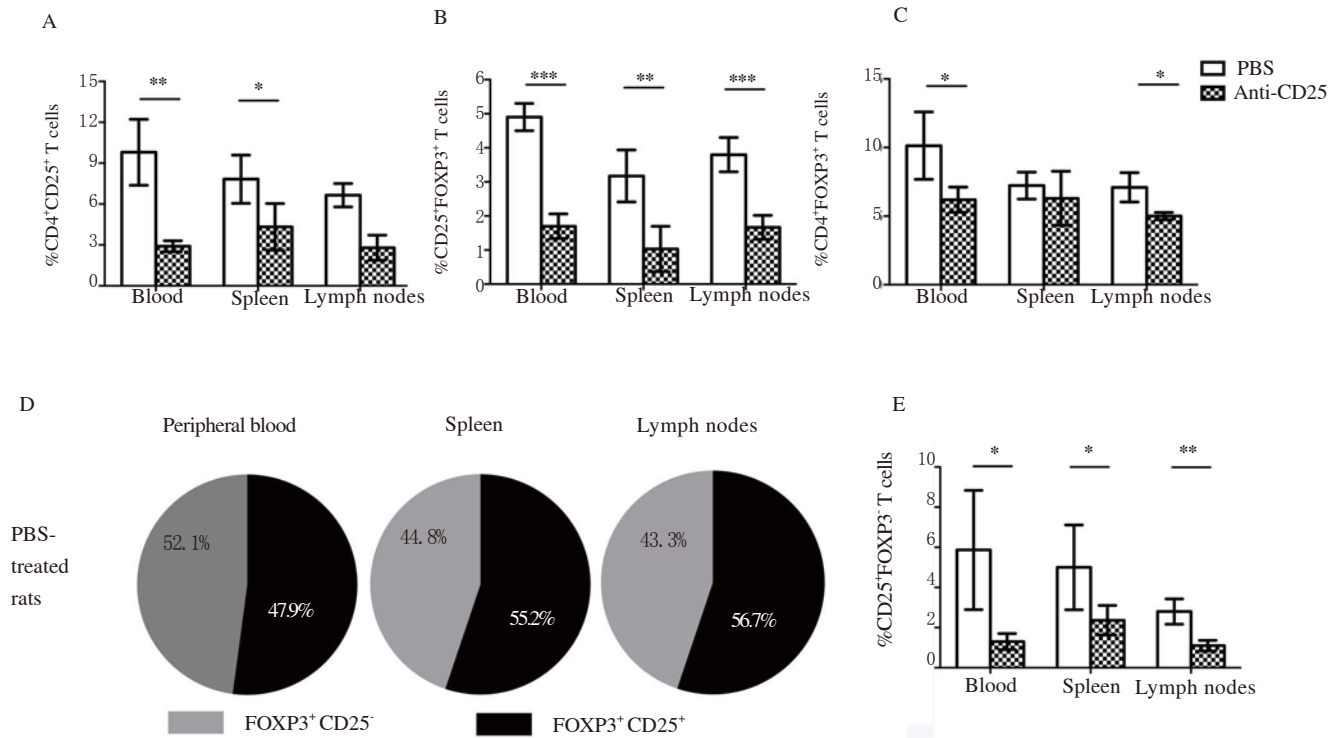 A
B
C
PBS
Anti-CD25
%CD4⁺CD25⁺ T cells
15
12
9
6
3
0
**
*
Blood
Spleen
Lymph nodes
%CD25⁺FOXP3⁺ T cells
6
5
4
3
2
1
0
***
**
***
Blood
Spleen
Lymph nodes
%CD4⁺FOXP3⁺ T cells
15
10
5
0
*
*
Blood
Spleen
Lymph nodes
D
Peripheral blood
Spleen
Lymph nodes
PBS-
treated
rats
52.1%
47.9%
44.8%
55.2%
43.3%
56.7%
FOXP3⁺ CD25⁻
FOXP3⁺ CD25⁺
E
%CD25⁺FOXP3⁻ T cells
10
8
6
4
2
0
*
*
**
Blood
Spleen
Lymph nodes